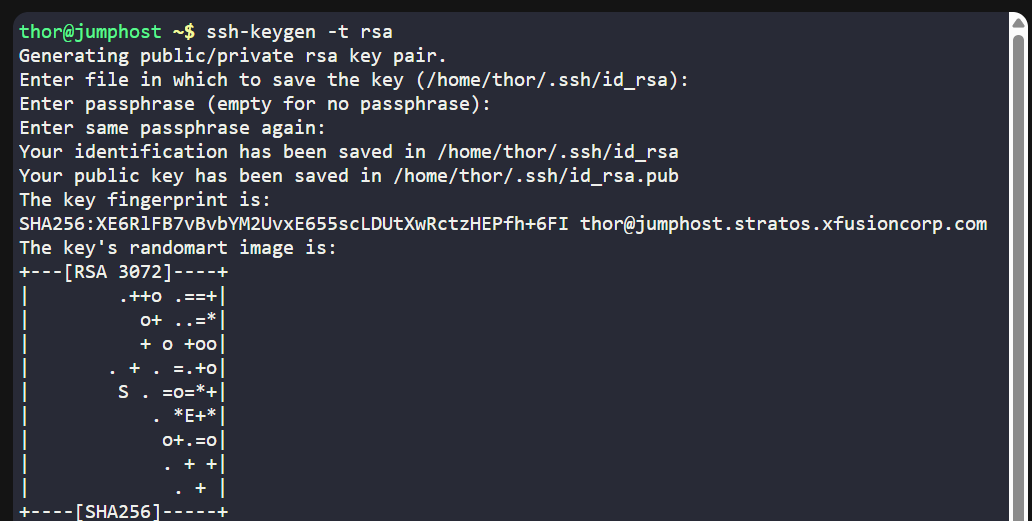 thor@jumphost ~$ ssh-keygen -t rsa
Generating public/private rsa key pair.
Enter file in which to save the key (/home/thor/.ssh/id_rsa):
Enter passphrase (empty for no passphrase):
Enter same passphrase again:
Your identification has been saved in /home/thor/.ssh/id_rsa
Your public key has been saved in /home/thor/.ssh/id_rsa.pub
The key fingerprint is:
SHA256:XE6RlFB7vBvbYM2UvxE655scLDUtXwRctzHEPfh+6FI thor@jumphost.stratos.xfusioncorp.com
The key's randomart image is:
+---[RSA 3072]----+
|        .++o .==+|
|          o+ ..=*|
|          + o +oo|
|       . + . =.+o|
|        S . =o=*+|
|           . *E+*|
|            o+.=o|
|            . + +|
|             . + |
+----[SHA256]-----+